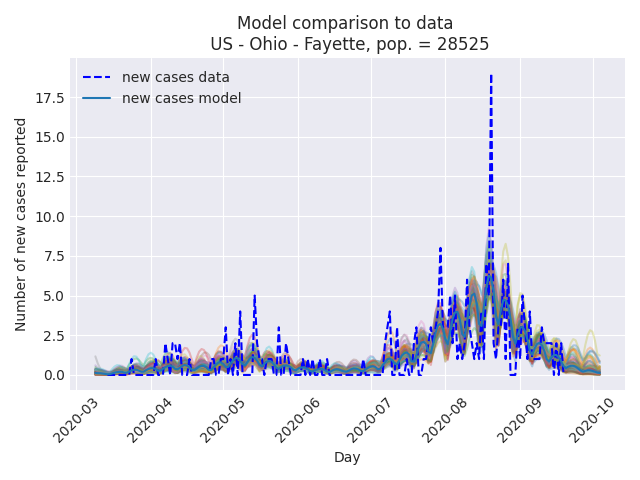 Model comparison to data
US - Ohio - Fayette, pop. = 28525
new cases data
new cases model
Number of new cases reported
17.5
15.0
12.5
10.0
7.5
5.0
2.5
0.0
2020-03
2020-04
2020-05
2020-06
2020-07
2020-08
2020-09
2020-10
Day